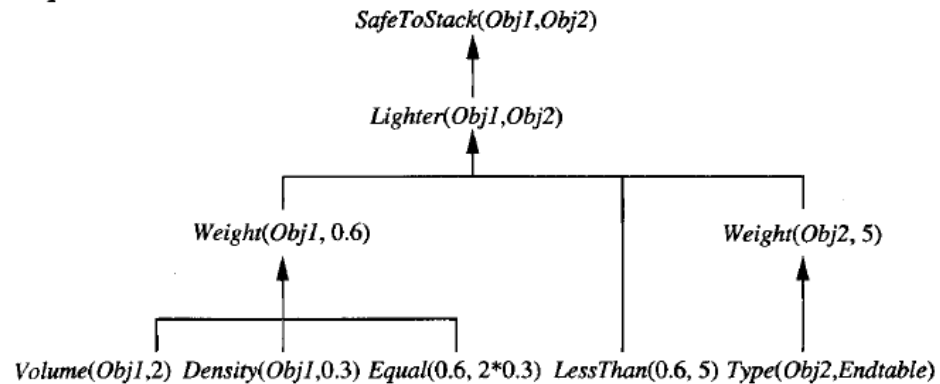 SafeToStack(Obj1,Obj2)
Lighter(Obj1,Obj2)
Weight(Obj1, 0.6) Weight(Obj2, 5)
Volume(Obj1,2) Density(Obj1,0.3) Equal(0.6, 2*0.3) LessThan(0.6, 5) Type(Obj2,Endtable)